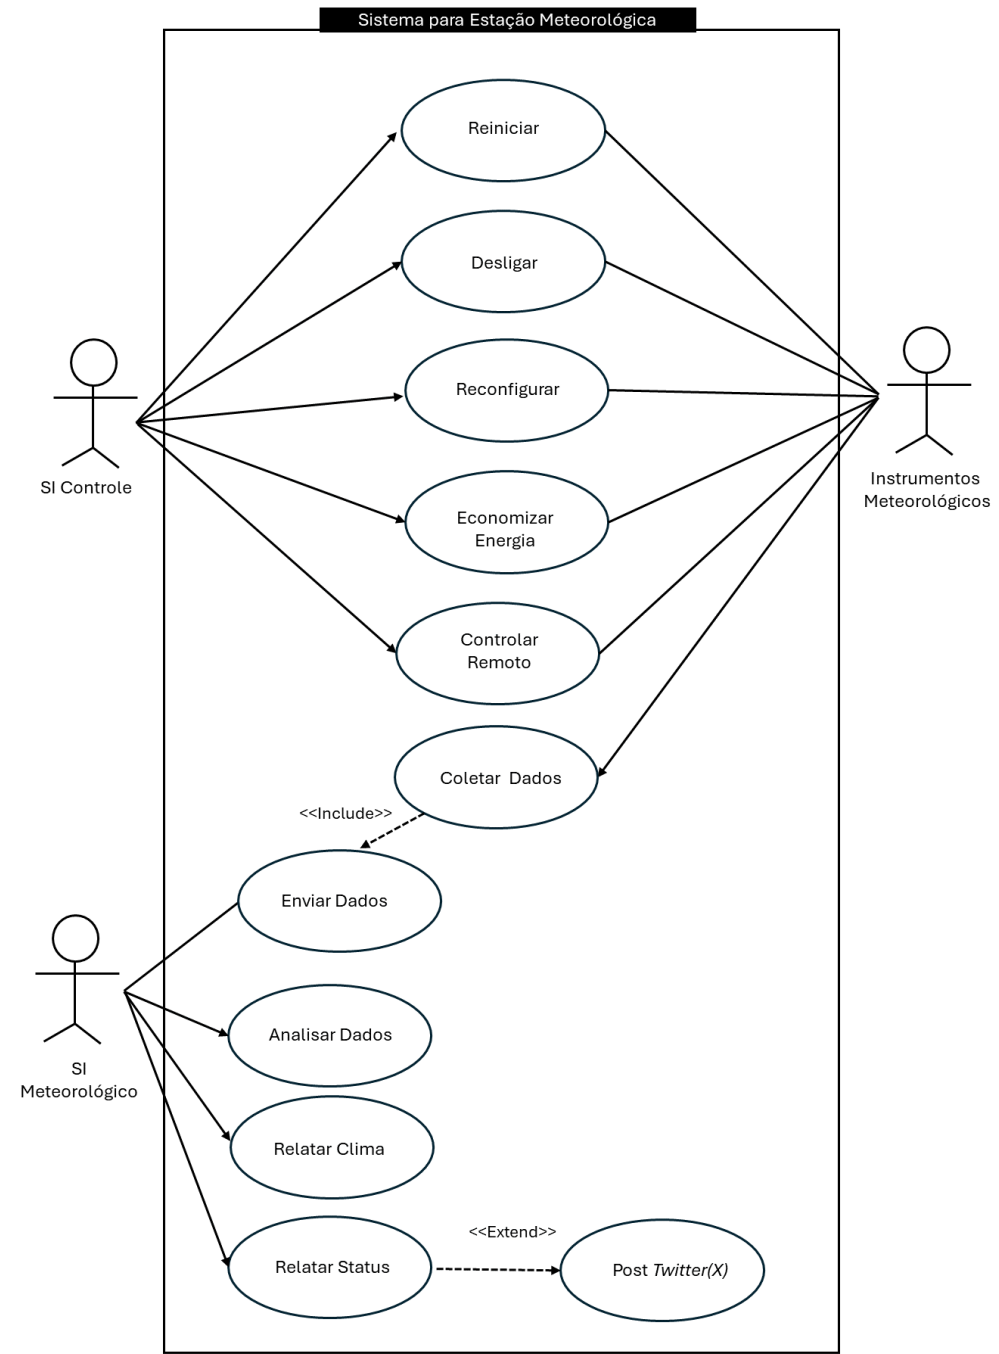 Sistema para Estação Meteorológica
Reiniciar
Desligar
Reconfigurar
SI Controle
Instrumentos
Meteorológicos
Economizar
Energia
Controlar
Remoto
Coletar Dados
<<Include>>
Enviar Dados
Analisar Dados
SI
Meteorológico
Relatar Clima
Relatar Status
<<Extend>>
Post Twitter(X)